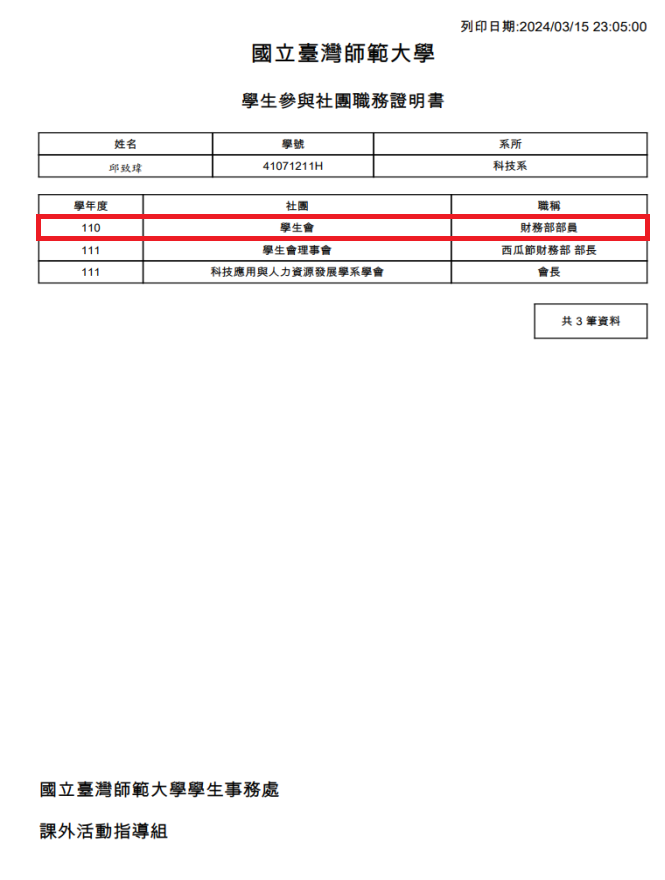 列印日期:2024/03/15 23:05:00
國立臺灣師範大學
學生參與社團職務證明書
姓名 學號 系所
邱致瑋 41071211H 科技系
學年度 社團 職稱
110 學生會 財務部部員
111 學生會理事會 西瓜節財務部 部長
111 科技應用與人力資源發展學系學會 會長
共 3 筆資料
國立臺灣師範大學學生事務處
課外活動指導組